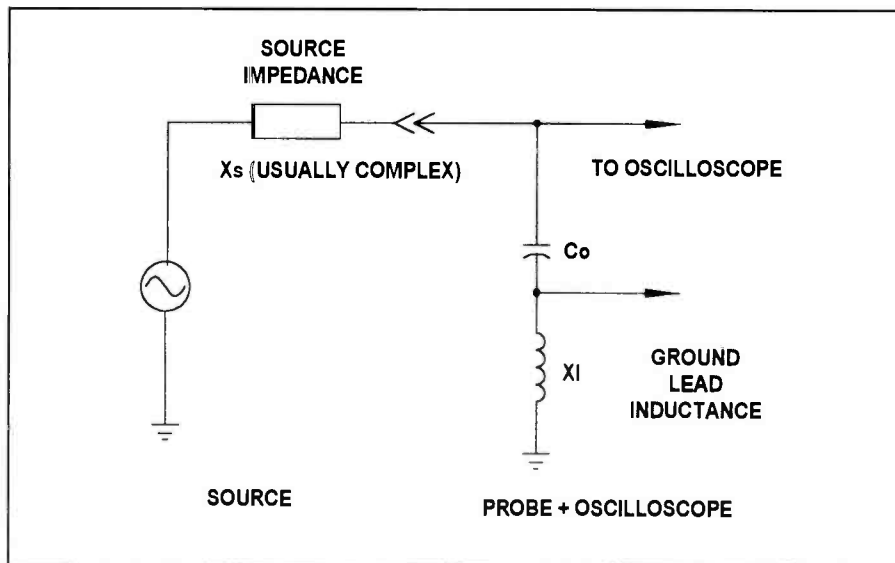 SOURCE
IMPEDANCE
Xs (USUALLY COMPLEX)
TO OSCILLOSCOPE
Co
Xl
GROUND
LEAD
INDUCTANCE
SOURCE
PROBE + OSCILLOSCOPE